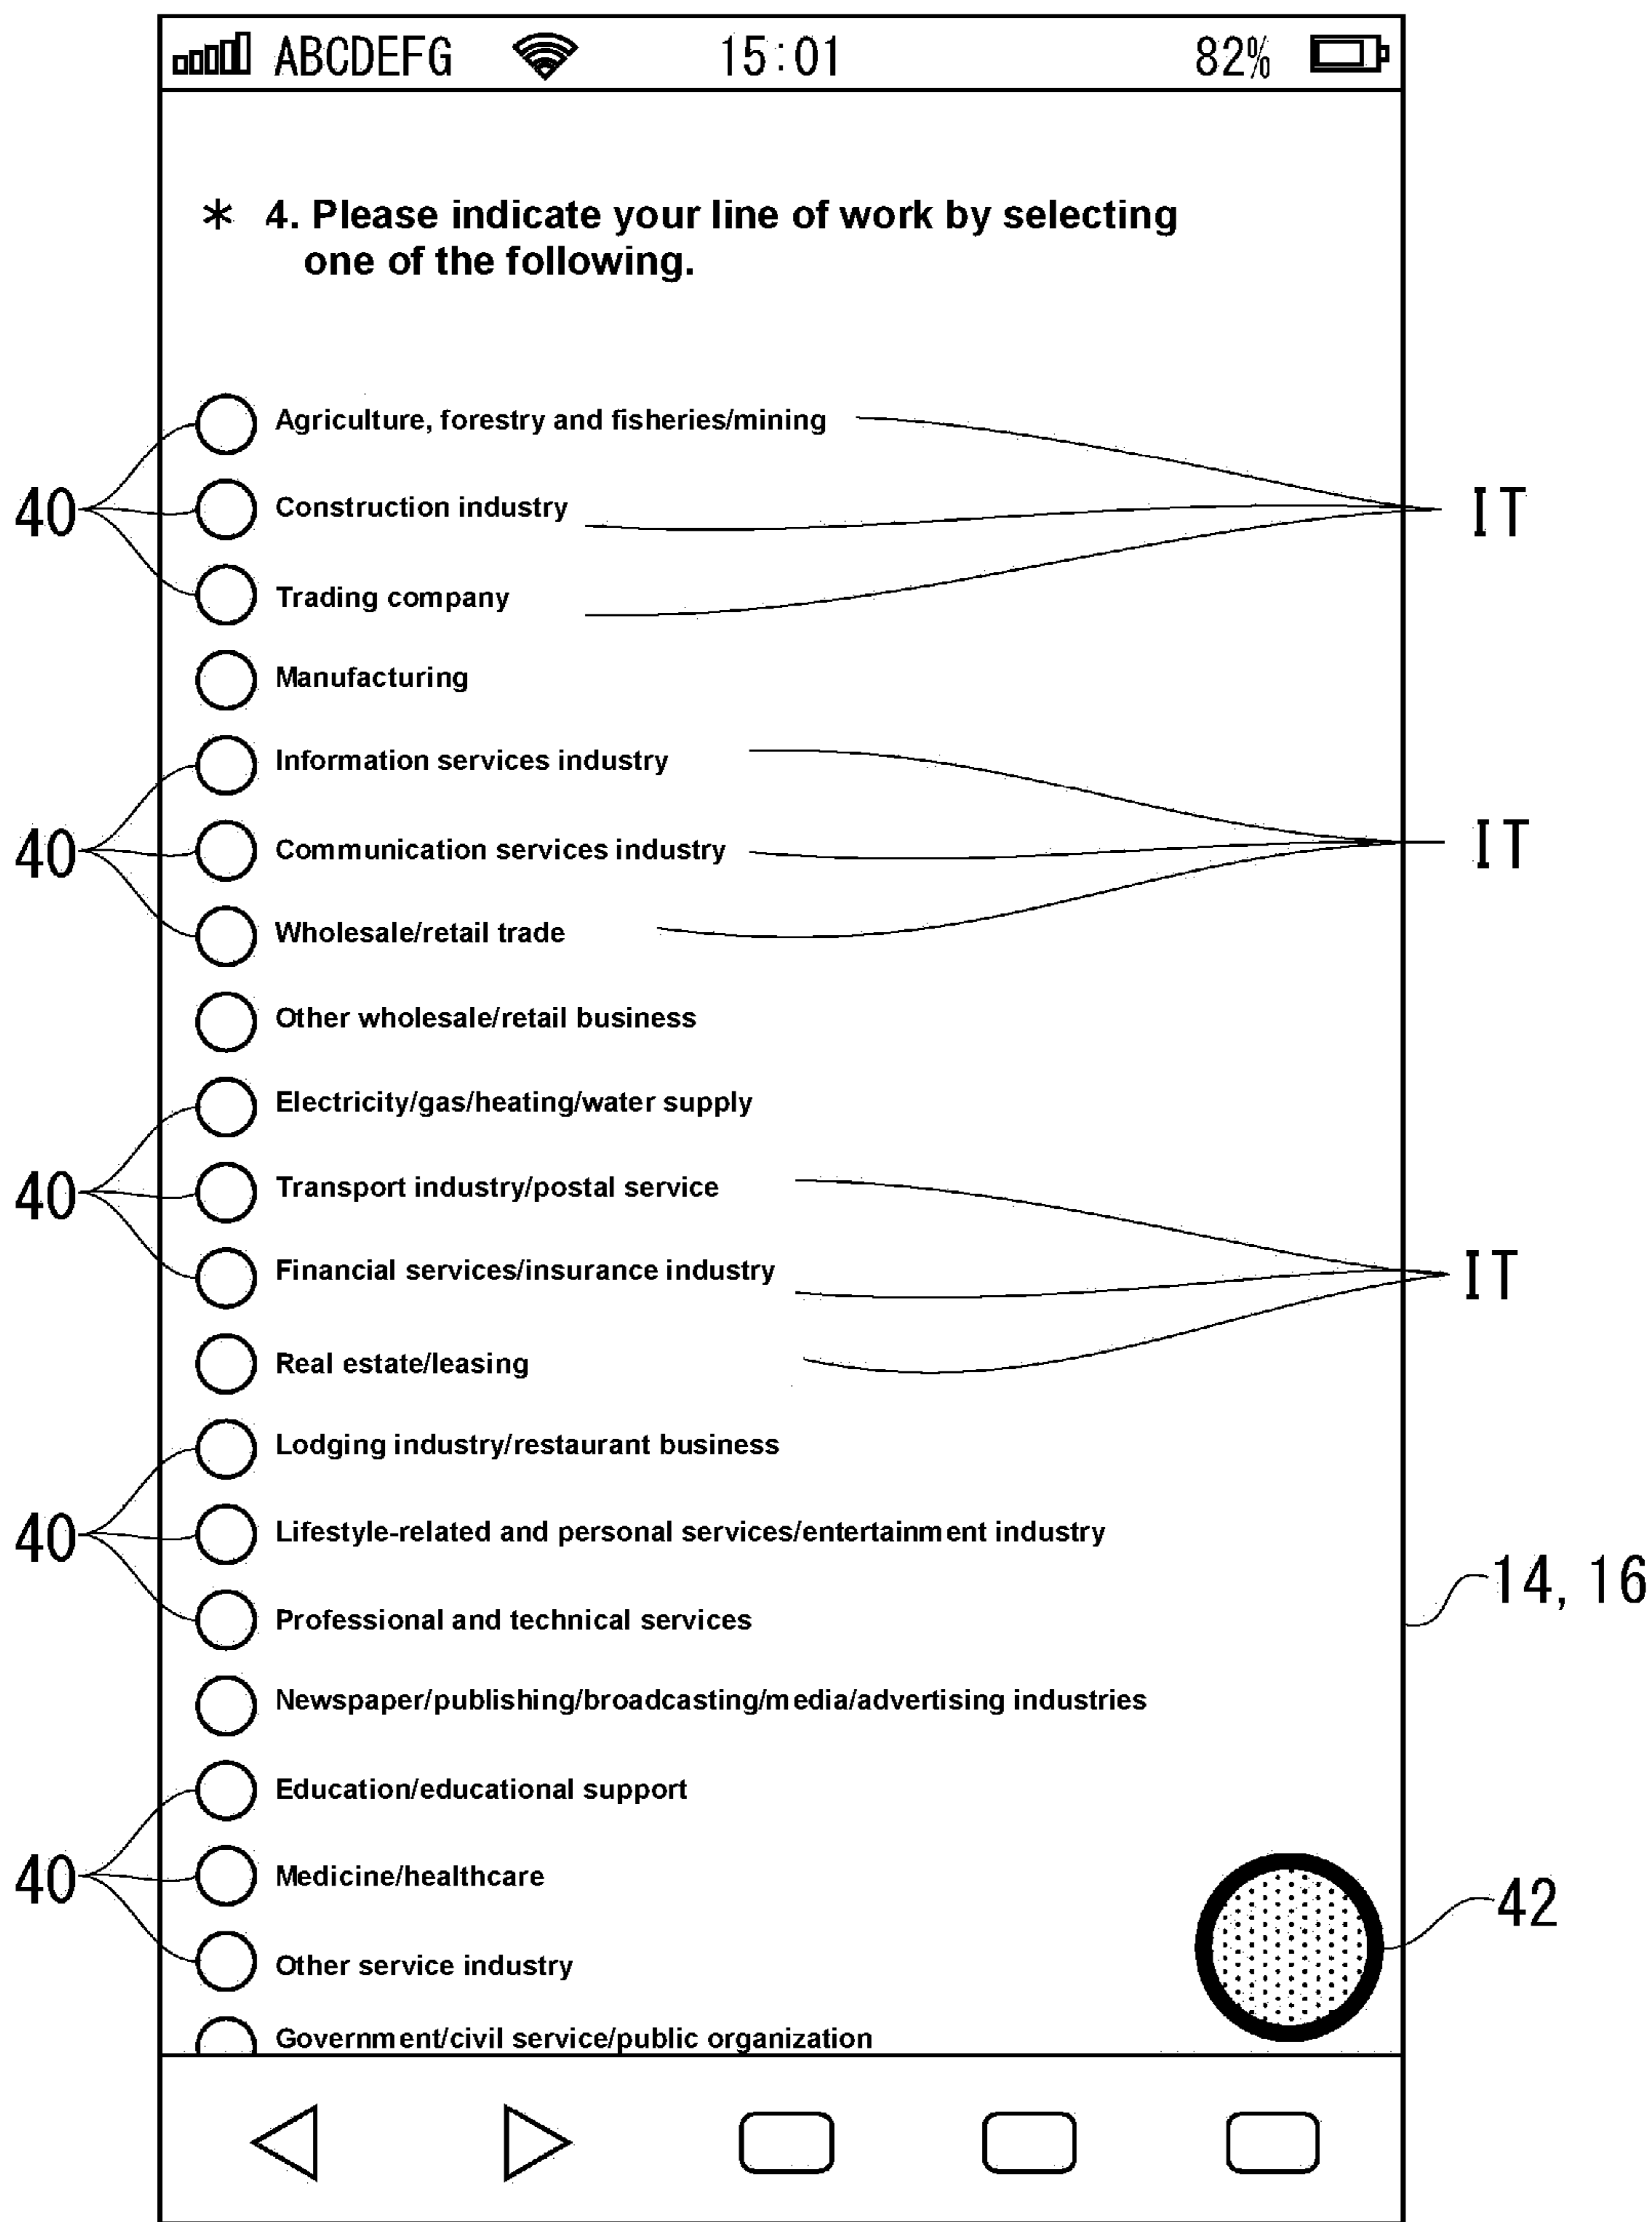 ABCDEFG 15:01 82%
* 4. Please indicate your line of work by selecting
one of the following.
Agriculture, forestry and fisheries/mining
40 Construction industry IT
Trading company
Manufacturing
Information services industry
40 Communication services industry IT
Wholesale/retail trade
Other wholesale/retail business
Electricity/gas/heating/water supply
40 Transport industry/postal service
Financial services/insurance industry IT
Real estate/leasing
Lodging industry/restaurant business
40 Lifestyle-related and personal services/entertainment industry
14, 16
Professional and technical services
Newspaper/publishing/broadcasting/media/advertising industries
Education/educational support
40 Medicine/healthcare
42
Other service industry
Government/civil service/public organization